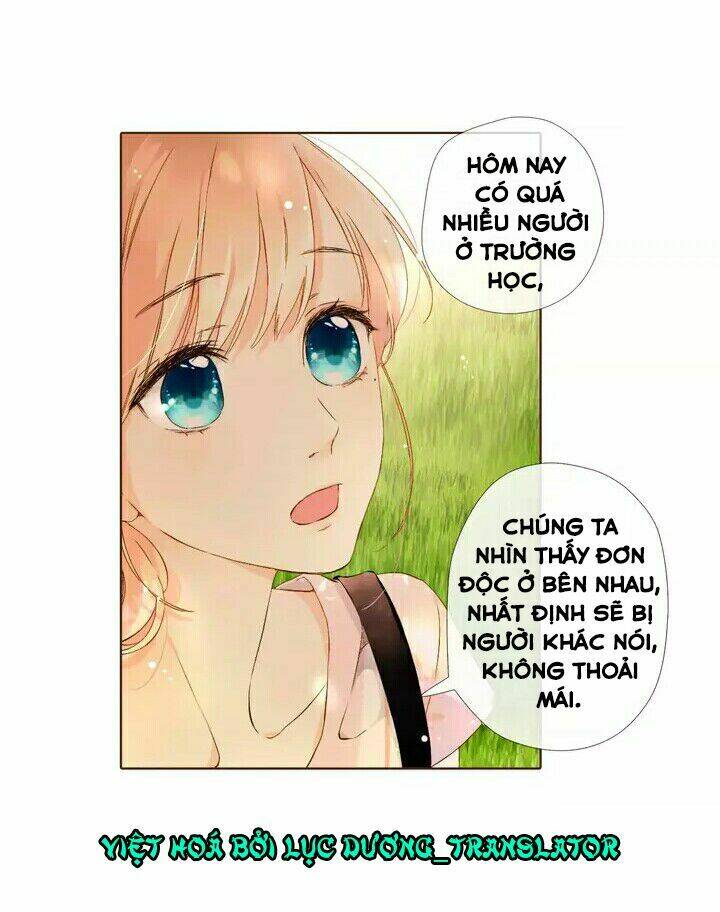 HÔM NAY
CÓ QUÁ
NHIỀU NGƯỜI
Ở TRƯỜNG
HỌC,
CHÚNG TA
NHÌN THẤY ĐƠN
ĐỘC Ở BÊN NHAU,
NHẤT ĐỊNH SẼ BỊ
NGƯỜI KHÁC NÓI,
KHÔNG THOẢI
MÁI.
VIỆT HOÁ BỞI LỤC DƯƠNG_TRANSLATOR